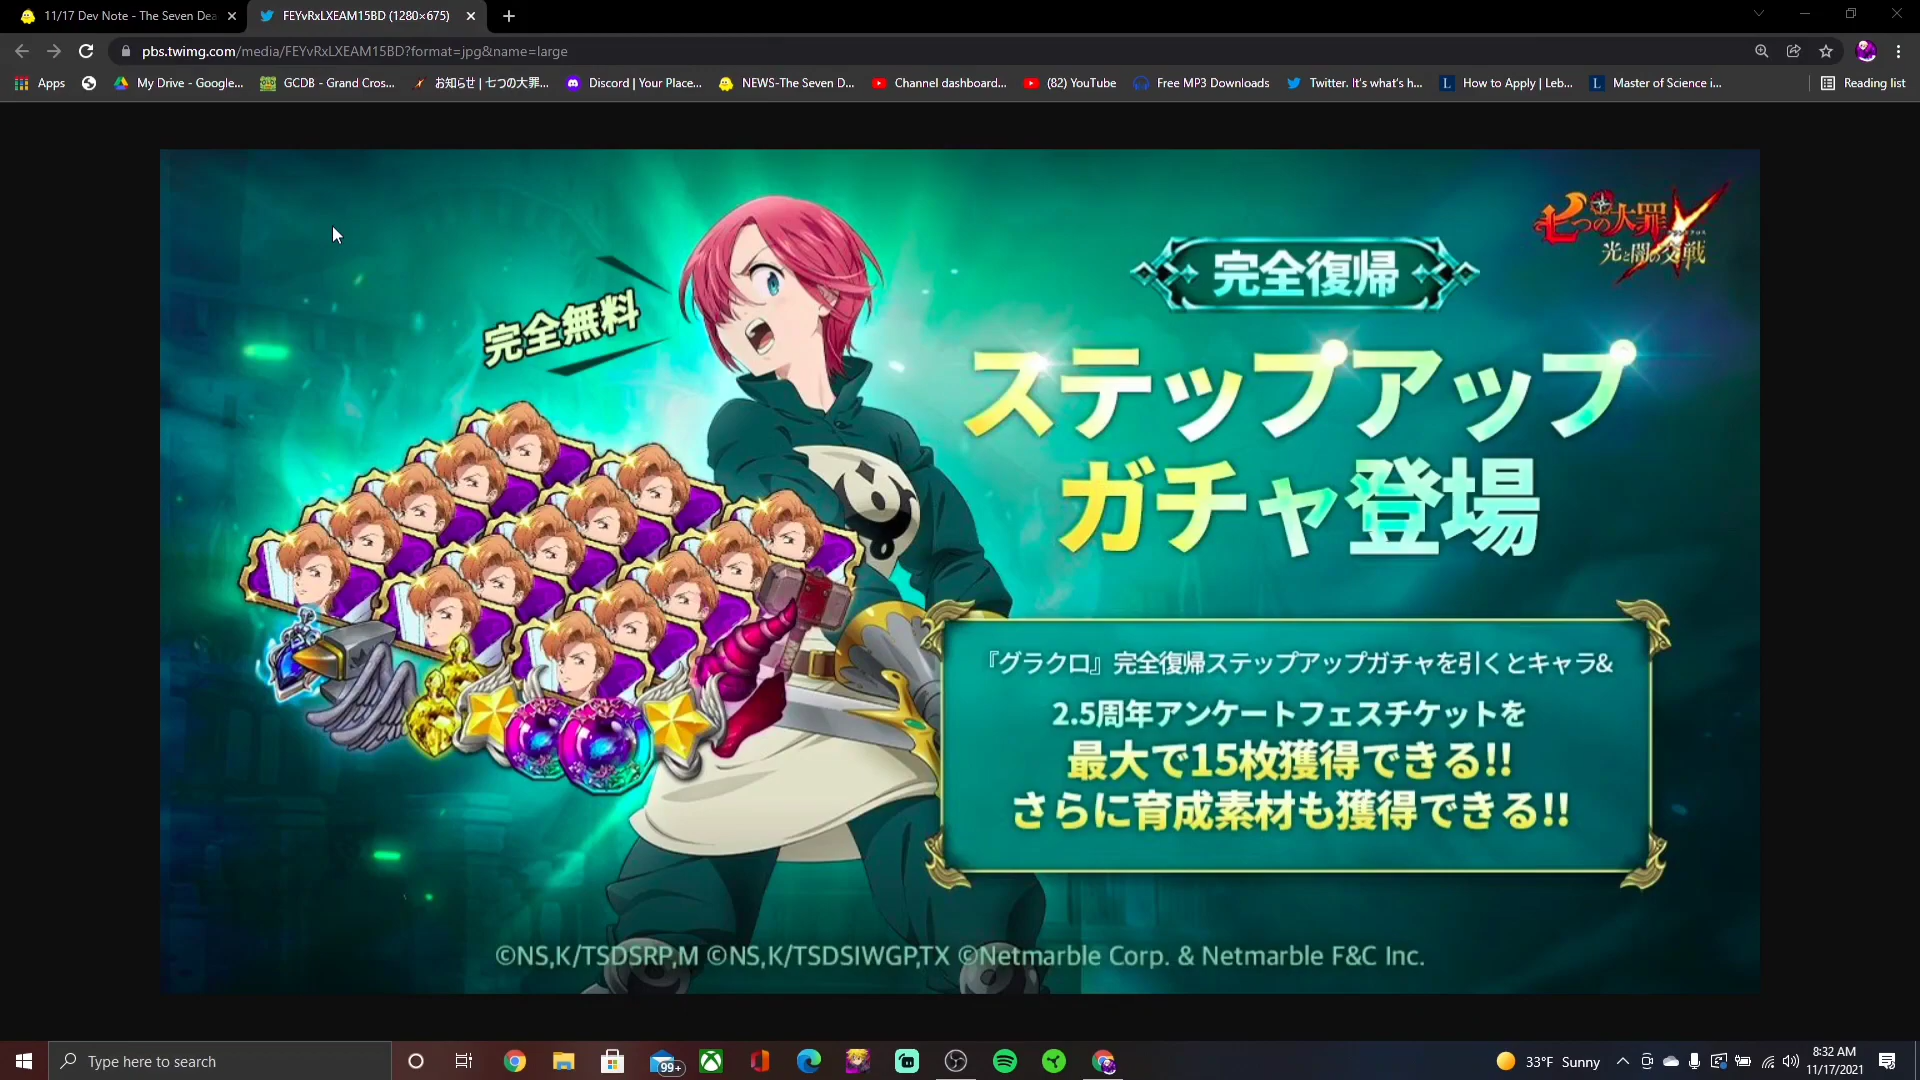 11/17 Dev Note - The Seven Dea
FEYvRxLXEAM15BD (1280×675)
pbs.twimg.com/media/FEYvRxLXEAM15BD?format=jpg&name=large
Apps
My Drive - Google...
GCDB - Grand Cros...
お知らせ | 七つの大罪...
Discord | Your Place...
NEWS-The Seven D...
Channel dashboard...
(82) YouTube
Free MP3 Downloads
Twitter. It's what's h...
How to Apply | Leb...
Master of Science i...
Reading list
七つの大罪
光と闇の交戦
完全復帰
完全無料
ステップアップ
ガチャ登場
『グラクロ』完全復帰ステップアップガチャを引くとキャラ&
2.5周年アンケートフェスチケットを
最大で15枚獲得できる!!
さらに育成素材も獲得できる!!
©NS,K/TSDSRP,M ©NS,K/TSDSIWGP,TX ©Netmarble Corp. & Netmarble F&C Inc.
Type here to search
99+
33°F Sunny
8:32 AM
11/17/2021